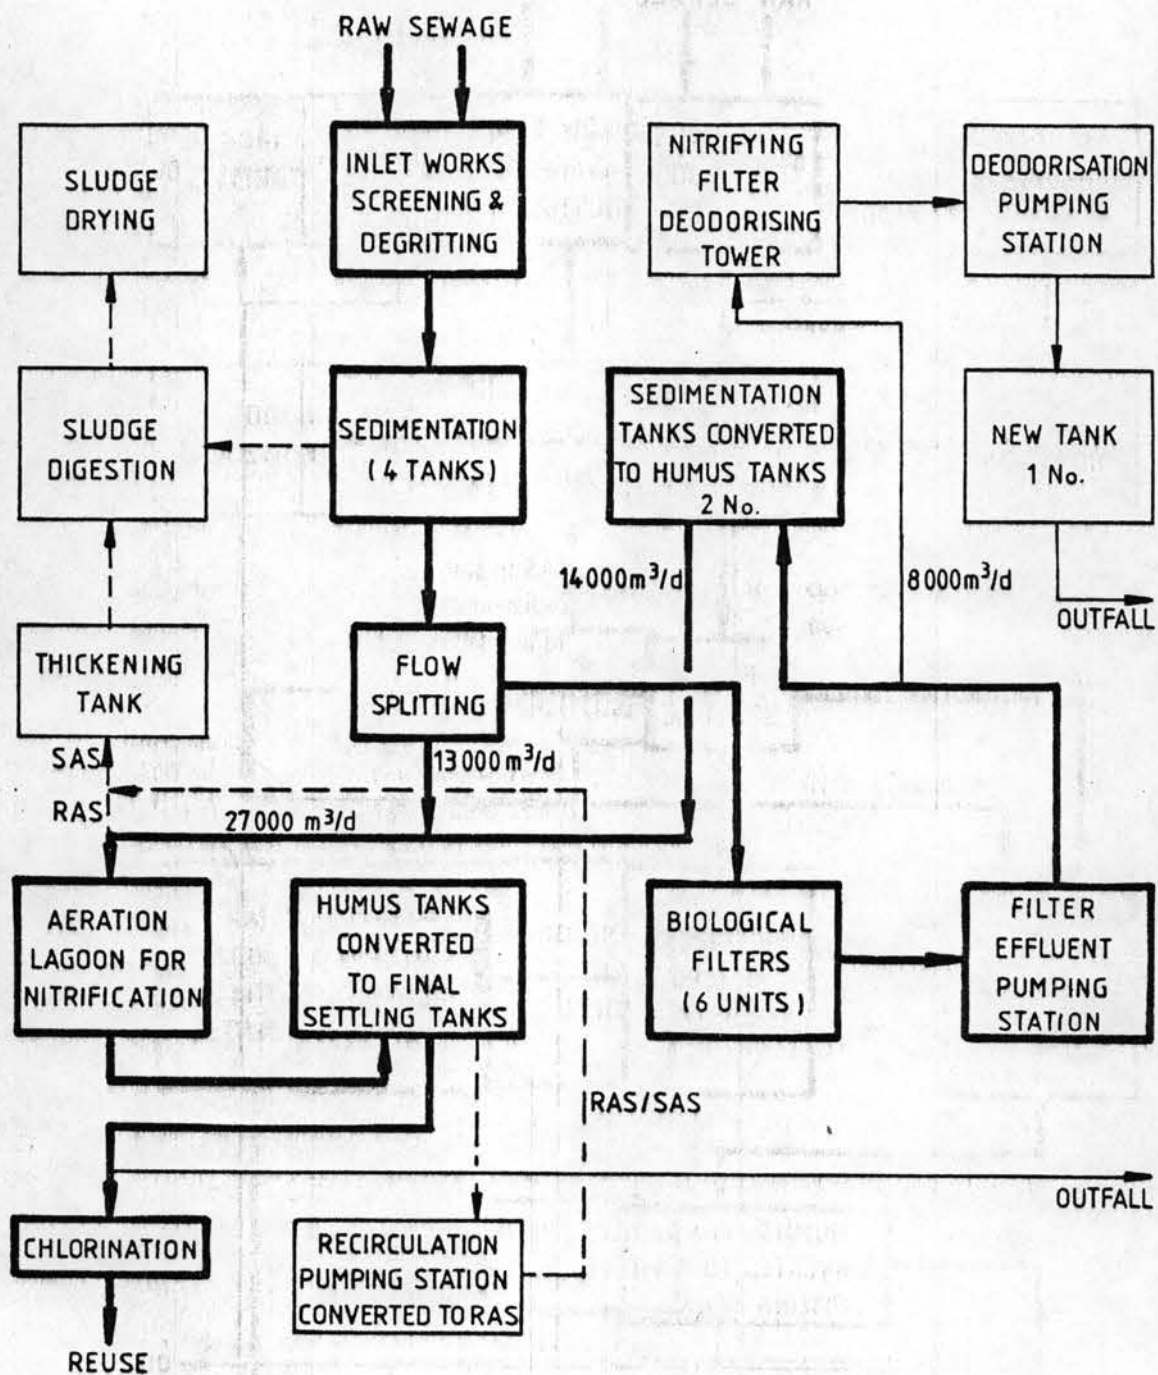 RAW SEWAGE
SLUDGE
DRYING
INLET WORKS
SCREENING &
DEGRITTING
NITRIFYING
FILTER
DEODORISING
TOWER
DEODORISATION
PUMPING
STATION
SLUDGE
DIGESTION
SEDIMENTATION
(4 TANKS)
SEDIMENTATION
TANKS CONVERTED
TO HUMUS TANKS
2 No.
NEW TANK
1 No.
14000m³/d
8000m³/d
OUTFALL
THICKENING
TANK
FLOW
SPLITTING
SAS
13000m³/d
RAS
27000 m³/d
AERATION
LAGOON FOR
NITRIFICATION
HUMUS TANKS
CONVERTED
TO FINAL
SETTLING TANKS
BIOLOGICAL
FILTERS
(6 UNITS)
FILTER
EFFLUENT
PUMPING
STATION
RAS/SAS
OUTFALL
CHLORINATION
RECIRCULATION
PUMPING STATION
CONVERTED TO RAS
REUSE